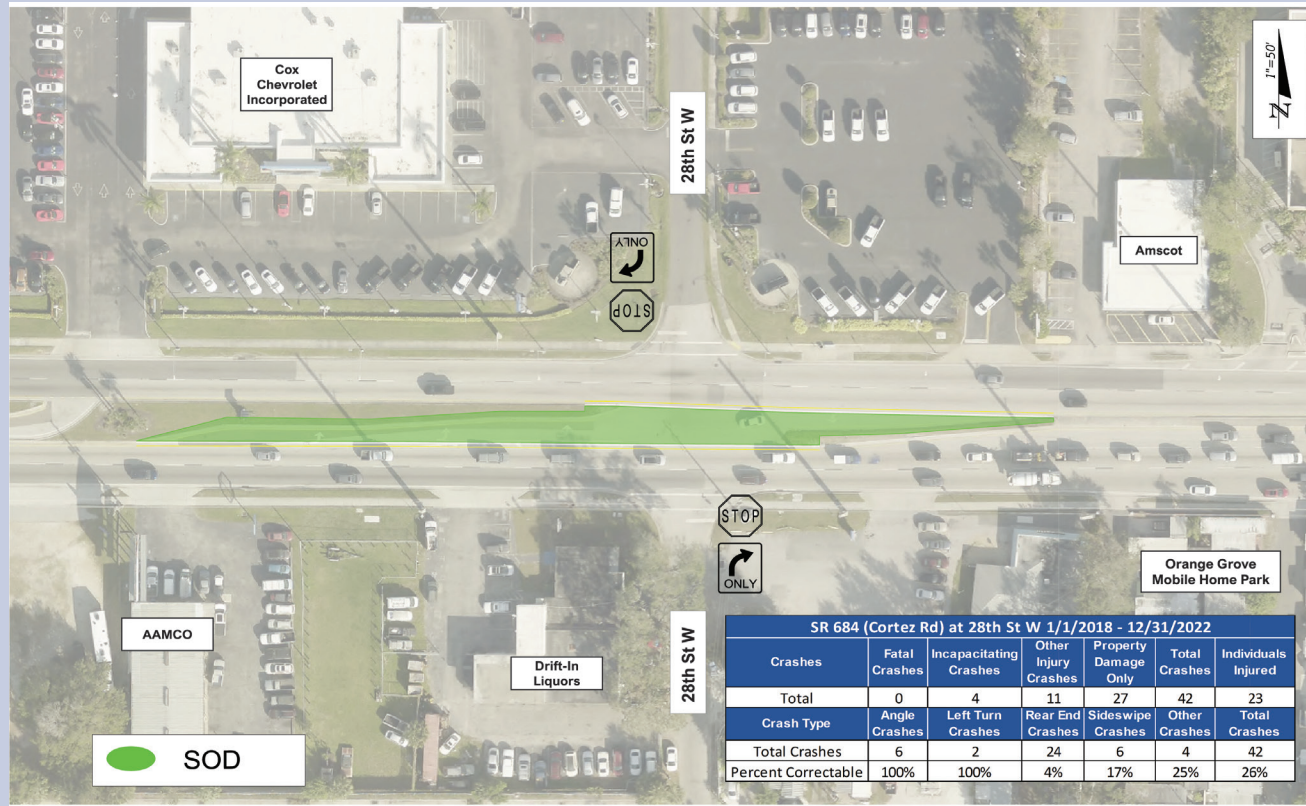 Cox
Chevrolet
Incorporated
28th St W
1"=50'
N
ONLY
STOP
Amscot
STOP
ONLY
Orange Grove
Mobile Home Park
AAMCO
Drift-In
Liquors
28th St W
SOD
SR 684 (Cortez Rd) at 28th St W 1/1/2018 - 12/31/2022
Crashes Fatal Crashes Incapacitating Crashes Other Injury Crashes Property Damage Only Total Crashes Individuals Injured
Total 0 4 11 27 42 23
Crash Type Angle Crashes Left Turn Crashes Rear End Crashes Sideswipe Crashes Other Crashes Total Crashes
Total Crashes 6 2 24 6 4 42
Percent Correctable 100% 100% 4% 17% 25% 26%